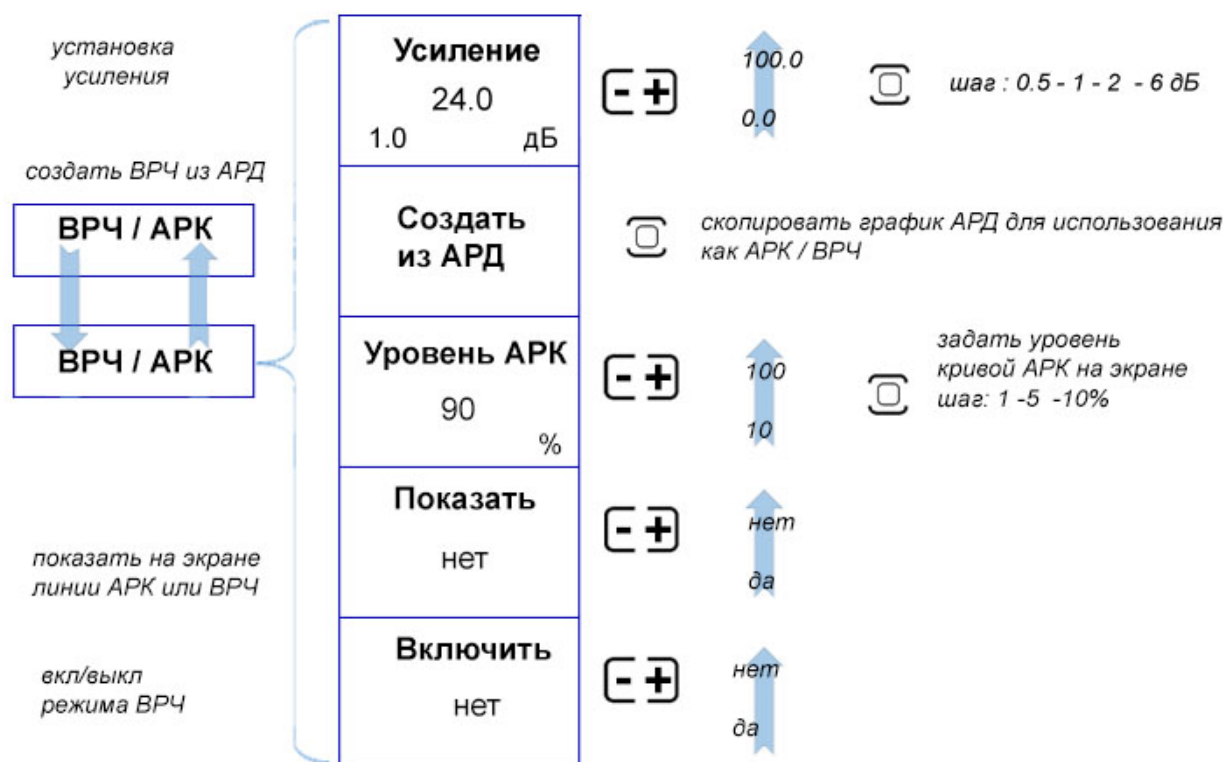 установка
усиления
создать ВРЧ из АРД
ВРЧ / АРК
ВРЧ / АРК
показать на экране
линии АРК или ВРЧ
вкл/выкл
режима ВРЧ
Усиление
24.0
1.0 дБ
- +
100.0
0.0
шаг : 0.5 - 1 - 2 - 6 дБ
Создать
из АРД
скопировать график АРД для использования
как АРК / ВРЧ
Уровень АРК
90
%
- +
100
10
задать уровень
кривой АРК на экране
шаг: 1 -5 -10%
Показать
нет
- +
нет
да
Включить
нет
- +
нет
да